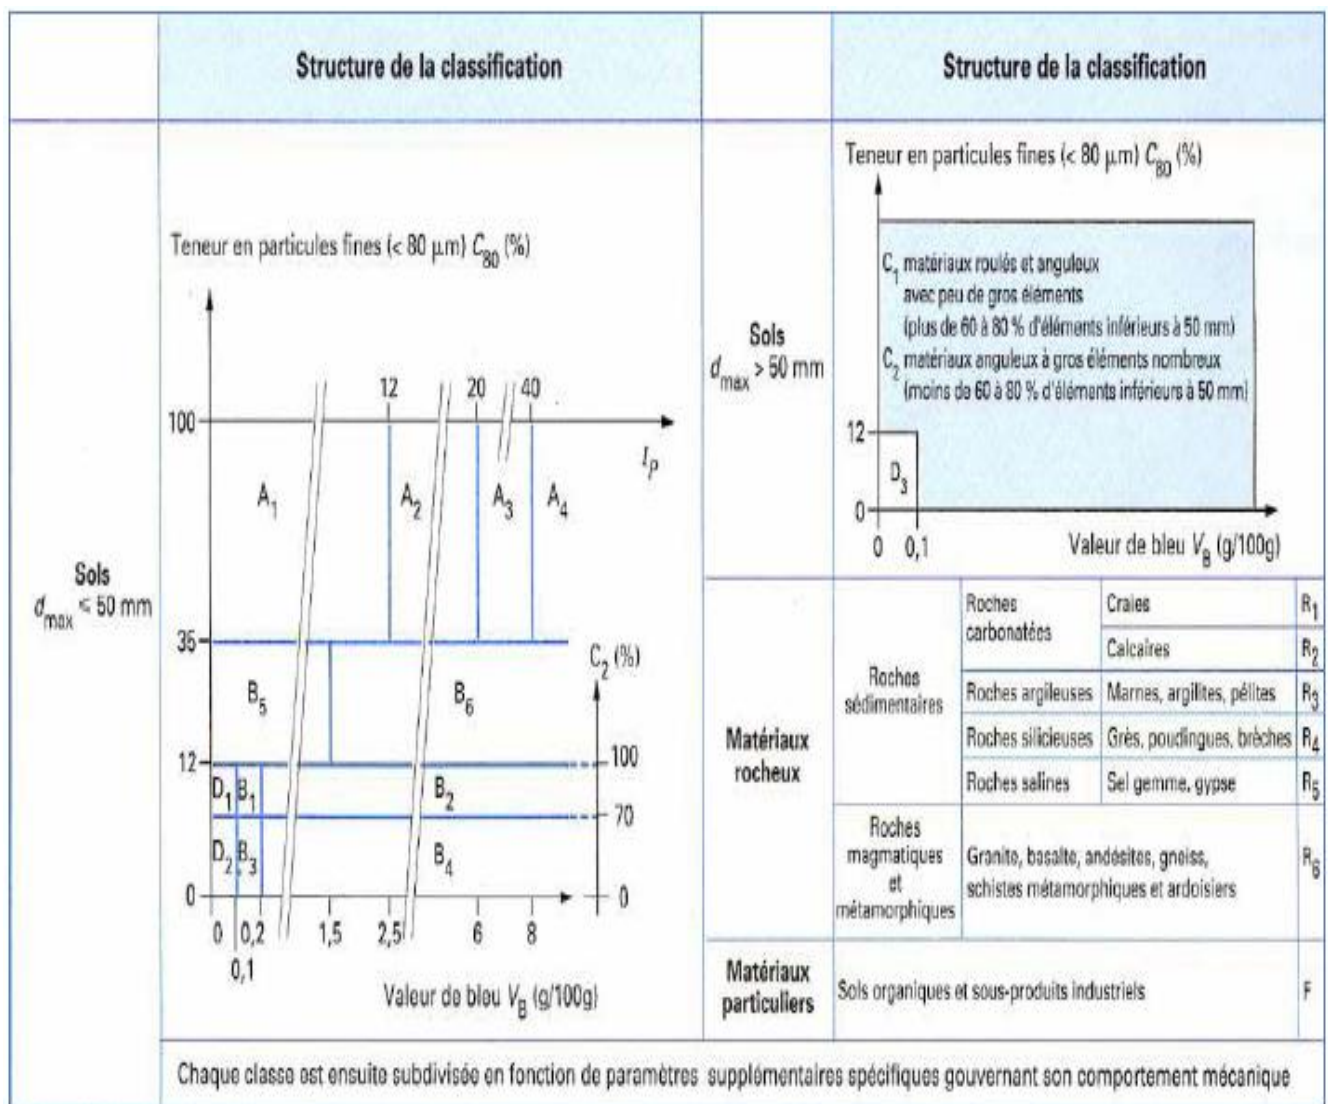 Structure de la classification
Structure de la classification
Sols
d max ⩽ 50 mm
Teneur en particules fines (< 80 μm) C80 (%)
12
20
40
100
IP
A1
A2
A3
A4
35
C2 (%)
B5
B6
12
100
D1
B1
B2
70
D2
B3
B4
0
0
0
0,2
1,5
2,5
6
8
0,1
Valeur de bleu VB (g/100g)
Sols
d max > 50 mm
Teneur en particules fines (< 80 μm) C80 (%)
C1 matériaux roulés et anguleux
avec peu de gros éléments
(plus de 60 à 80 % d'éléments inférieurs à 50 mm)
C2 matériaux anguleux à gros éléments nombreux
(moins de 60 à 80 % d'éléments inférieurs à 50 mm)
12
D3
0
0
0,1
Valeur de bleu VB (g/100g)
Matériaux
rocheux
Roches
sédimentaires
Roches
carbonatées
Craies
R1
Calcaires
R2
Roches argileuses
Marnes, argilites, pélites
R3
Roches silicieuses
Grès, poudingues, brèches
R4
Roches salines
Sel gemme, gypse
R5
Roches
magmatiques
et
métamorphiques
Granite, basalte, andésites, gneiss,
schistes métamorphiques et ardoisiers
R6
Matériaux
particuliers
Sols organiques et sous-produits industriels
F
Chaque classe est ensuite subdivisée en fonction de paramètres supplémentaires spécifiques gouvernant son comportement mécanique